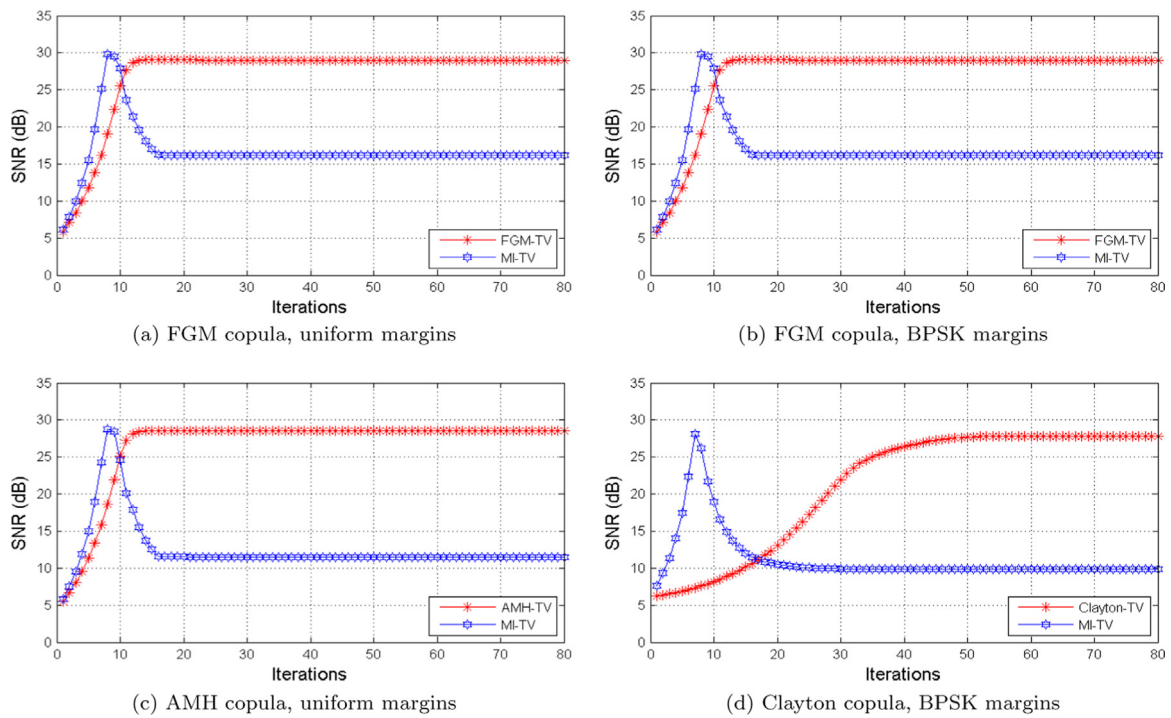 35
30
25
20
15
10
5
0
SNR (dB)
FGM-TV
MI-TV
0 10 20 30 40 50 60 70 80
Iterations
(a) FGM copula, uniform margins
35
30
25
20
15
10
5
0
SNR (dB)
FGM-TV
MI-TV
0 10 20 30 40 50 60 70 80
Iterations
(b) FGM copula, BPSK margins
35
30
25
20
15
10
5
0
SNR (dB)
AMH-TV
MI-TV
0 10 20 30 40 50 60 70 80
Iterations
(c) AMH copula, uniform margins
35
30
25
20
15
10
5
0
SNR (dB)
Clayton-TV
MI-TV
0 10 20 30 40 50 60 70 80
Iterations
(d) Clayton copula, BPSK margins